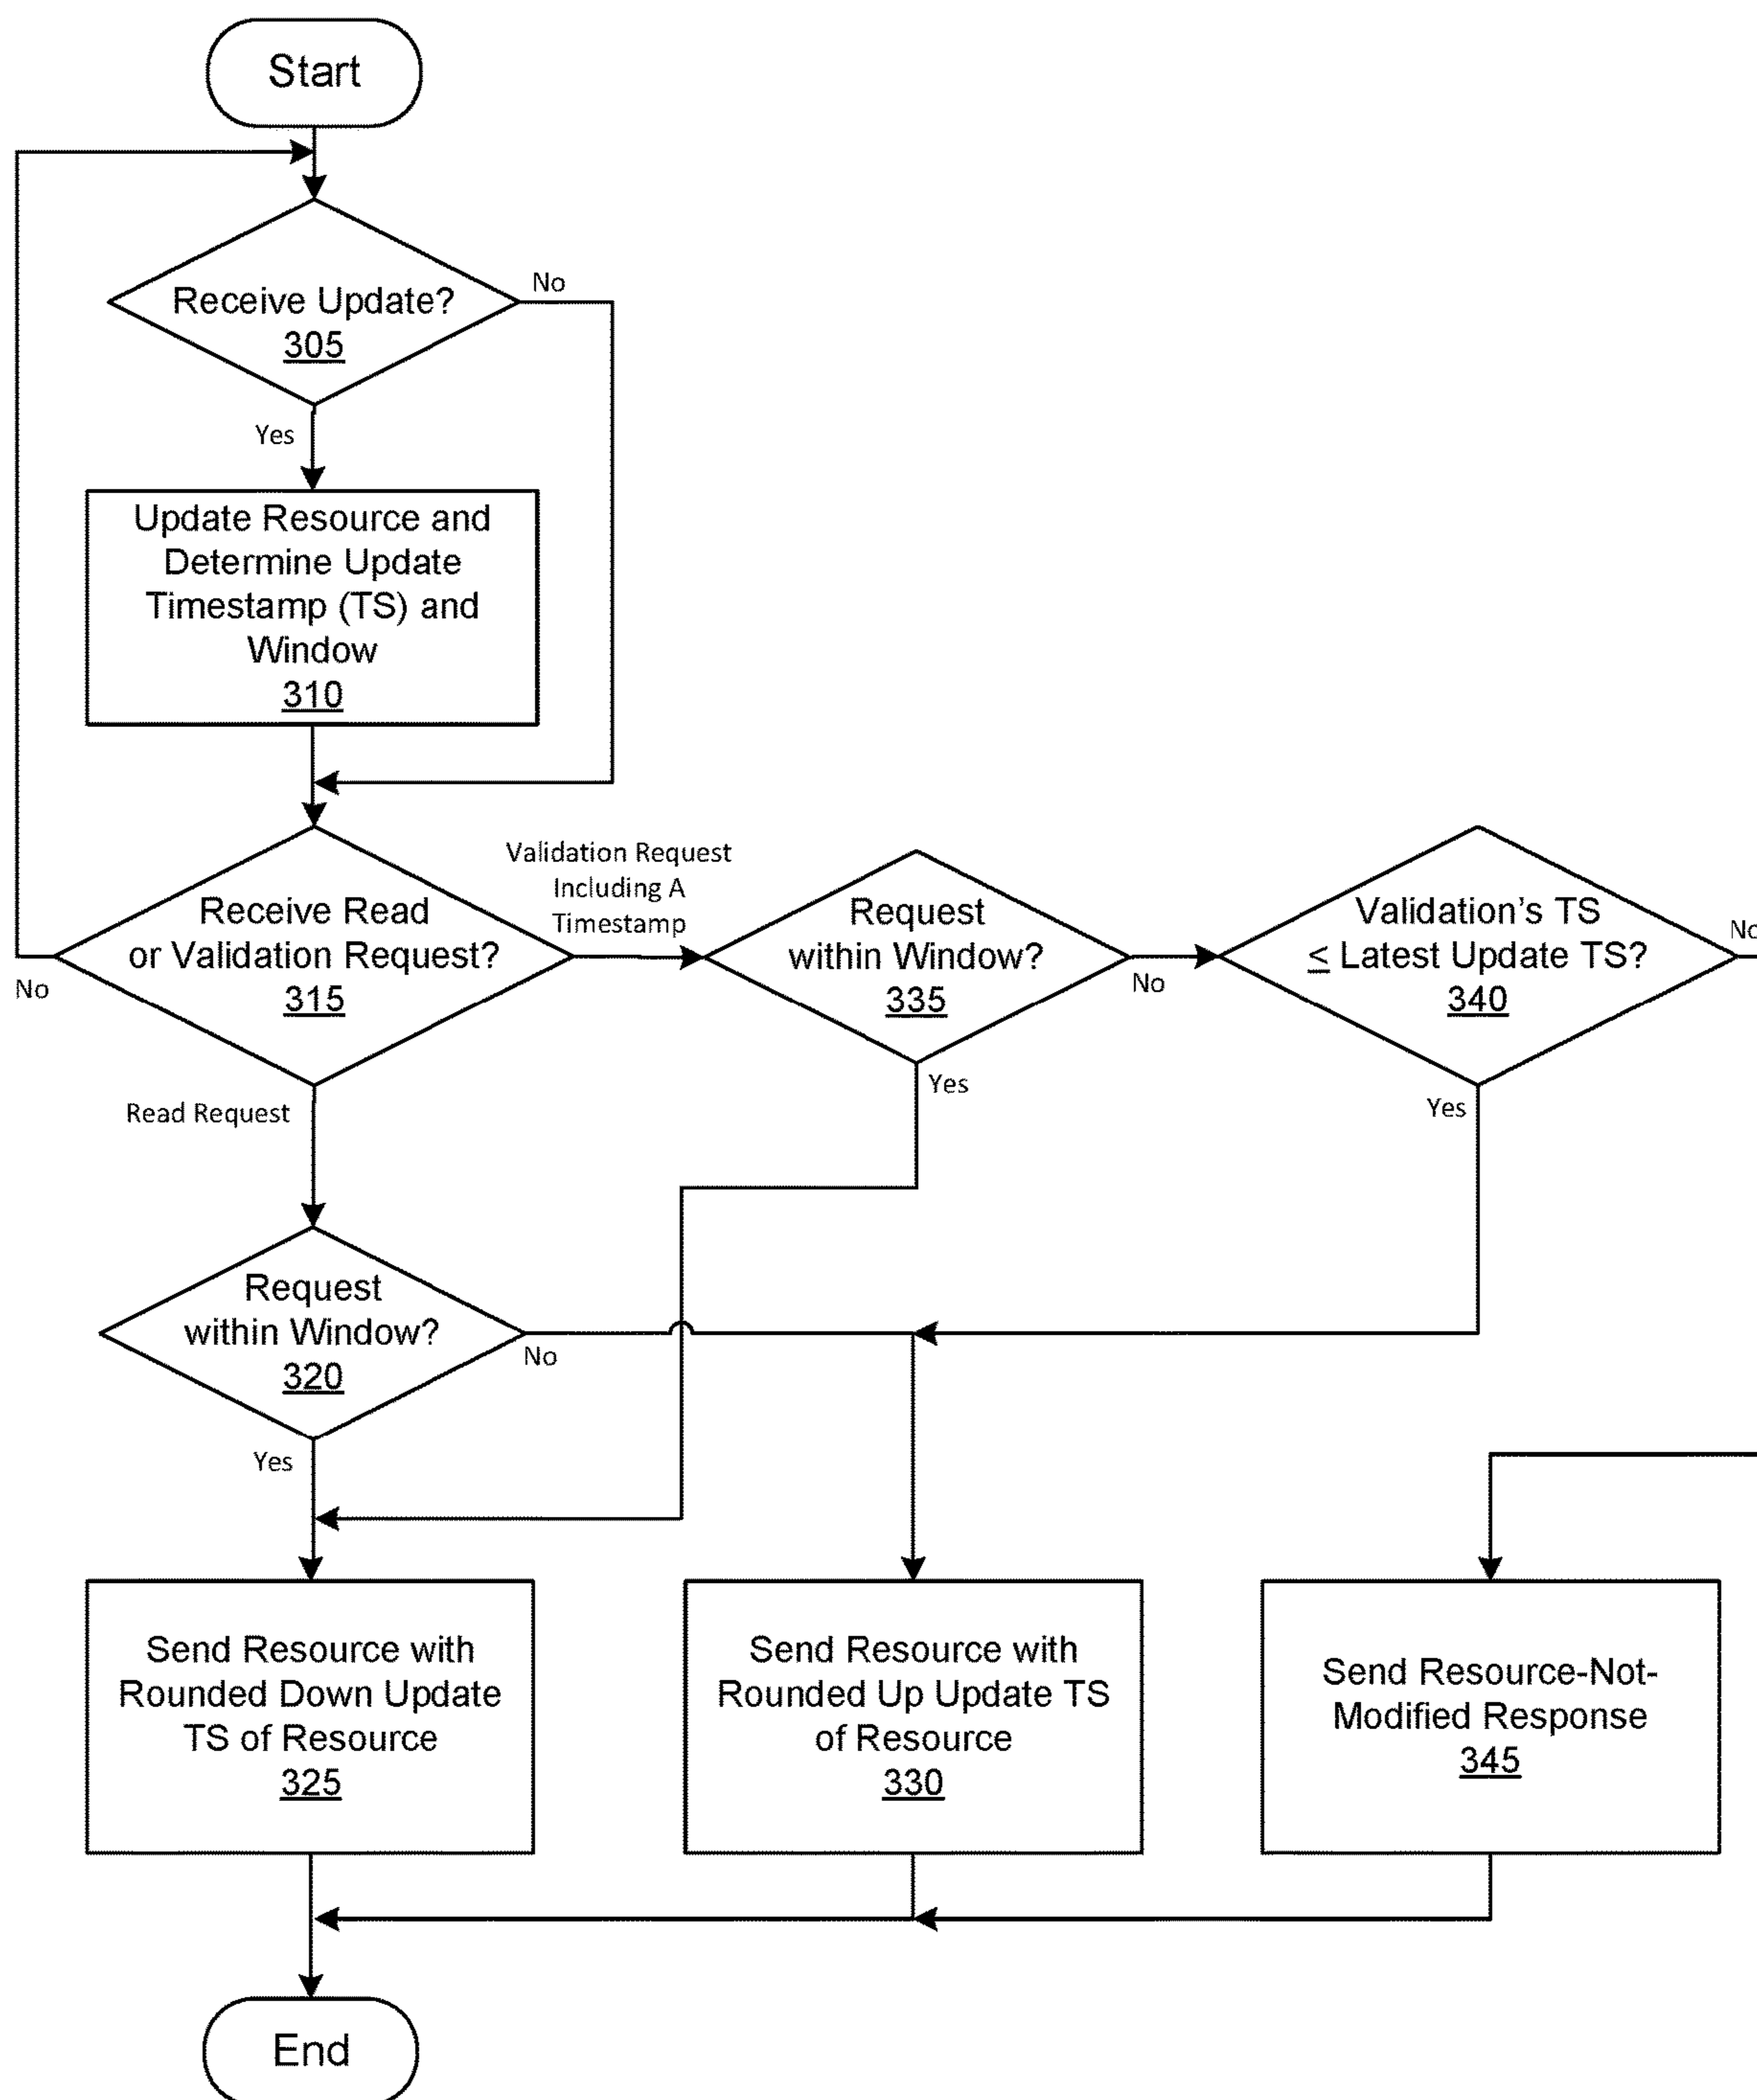 Start
Receive Update?
305
No
Yes
Update Resource and
Determine Update
Timestamp (TS) and
Window
310
Receive Read
or Validation Request?
315
No
Validation Request
Including A
Timestamp
Request
within Window?
335
No
Yes
Validation's TS
≤ Latest Update TS?
340
No
Yes
Read Request
Request
within Window?
320
No
Yes
Send Resource with
Rounded Down Update
TS of Resource
325
Send Resource with
Rounded Up Update TS
of Resource
330
Send Resource-Not-
Modified Response
345
End